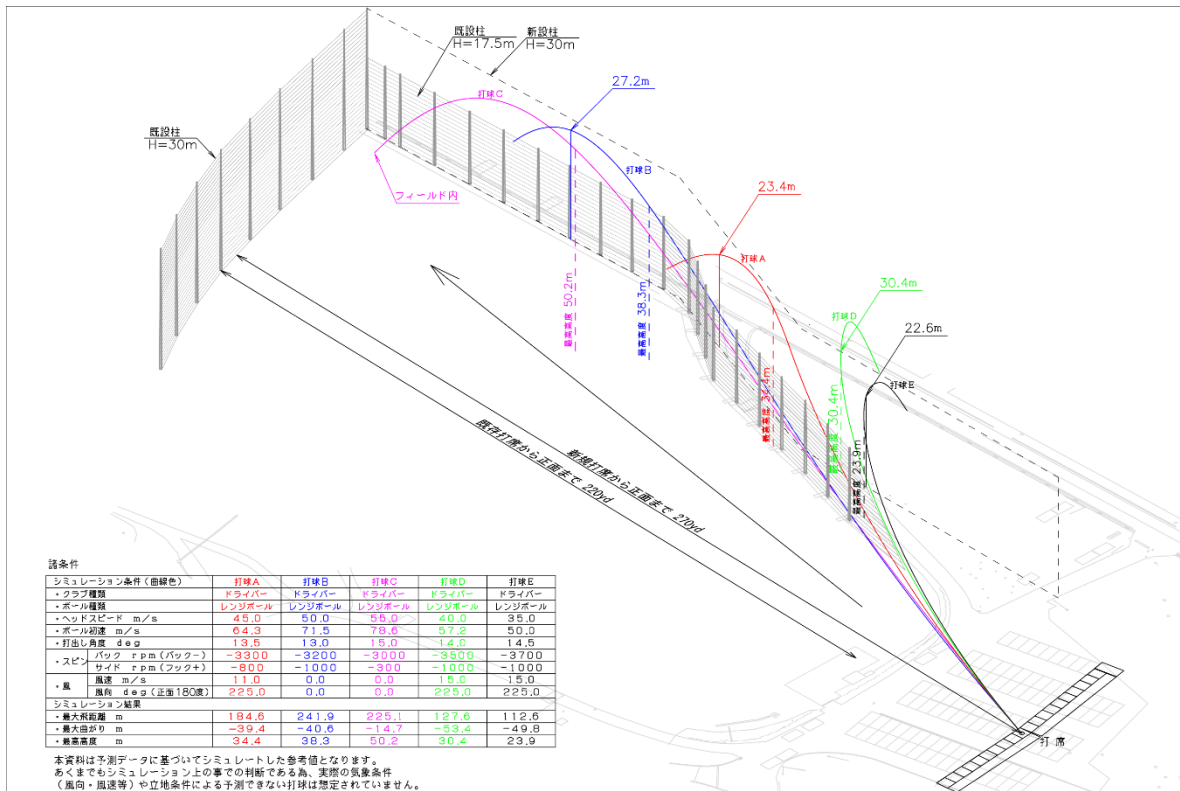 既設柱
H=17.5m
新設柱
H=30m
27.2m
打球C
既設柱
H=30m
打球B
23.4m
フィールド内
打球A
30.4m
打球D
22.6m
打球E
最高高度 50.2m
最高高度 38.3m
最高高度 34.4m
最高高度 30.4m
最高高度 23.9m
既存打席から正面まで 220yd
新規打席から正面まで 270yd
打席
諸条件
シミュレーション条件(曲線色) 打球A 打球B 打球C 打球D 打球E
・クラブ種類 ドライバー ドライバー ドライバー ドライバー ドライバー
・ボール種類 レンジボール レンジボール レンジボール レンジボール レンジボール
・ヘッドスピード m/s 45.0 50.0 55.0 40.0 35.0
・ボール初速 m/s 64.3 71.5 78.6 57.2 50.0
・打出し角度 deg 13.5 13.0 15.0 14.0 14.5
・スピン バック rpm(バック-) -3300 -3200 -3000 -3500 -3700
サイド rpm(フック+) -800 -1000 -300 -1000 -1000
・風 風速 m/s 11.0 0.0 0.0 15.0 15.0
風向 deg(正面180度) 225.0 0.0 0.0 225.0 225.0
シミュレーション結果
・最大飛距離 m 184.6 241.9 225.1 127.6 112.6
・最大曲がり m -39.4 -40.6 -14.7 -53.4 -49.8
・最高高度 m 34.4 38.3 50.2 30.4 23.9
本資料は予測データに基づいてシミュレートした参考値となります。
あくまでもシミュレーション上の事での判断である為、実際の気象条件
(風向・風速等)や立地条件による予測できない打球は想定されていません。